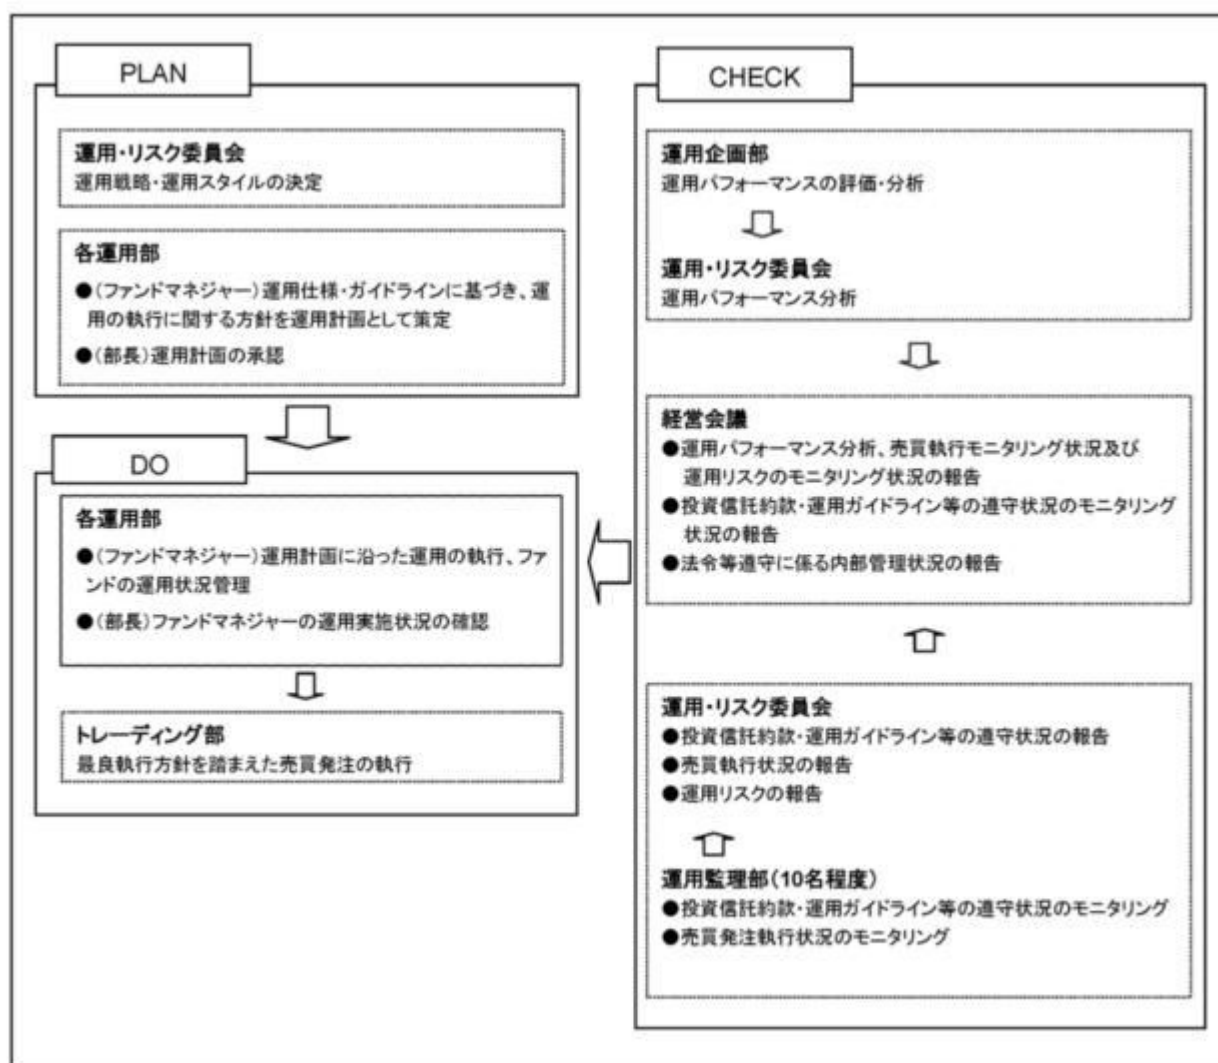 PLAN
運用・リスク委員会
運用戦略・運用スタイルの決定
各運用部
●(ファンドマネジャー)運用仕様・ガイドラインに基づき、運
用の執行に関する方針を運用計画として策定
●(部長)運用計画の承認
DO
各運用部
●(ファンドマネジャー)運用計画に沿った運用の執行、ファ
ンドの運用状況管理
●(部長)ファンドマネジャーの運用実施状況の確認
トレーディング部
最良執行方針を踏まえた売買発注の執行
CHECK
運用企画部
運用パフォーマンスの評価・分析
運用・リスク委員会
運用パフォーマンス分析
経営会議
●運用パフォーマンス分析、売買執行モニタリング状況及び
運用リスクのモニタリング状況の報告
●投資信託約款・運用ガイドライン等の遵守状況のモニタリング
状況の報告
●法令等遵守に係る内部管理状況の報告
運用・リスク委員会
●投資信託約款・運用ガイドライン等の遵守状況の報告
●売買執行状況の報告
●運用リスクの報告
運用監理部(10名程度)
●投資信託約款・運用ガイドライン等の遵守状況のモニタリング
●売買発注執行状況のモニタリング